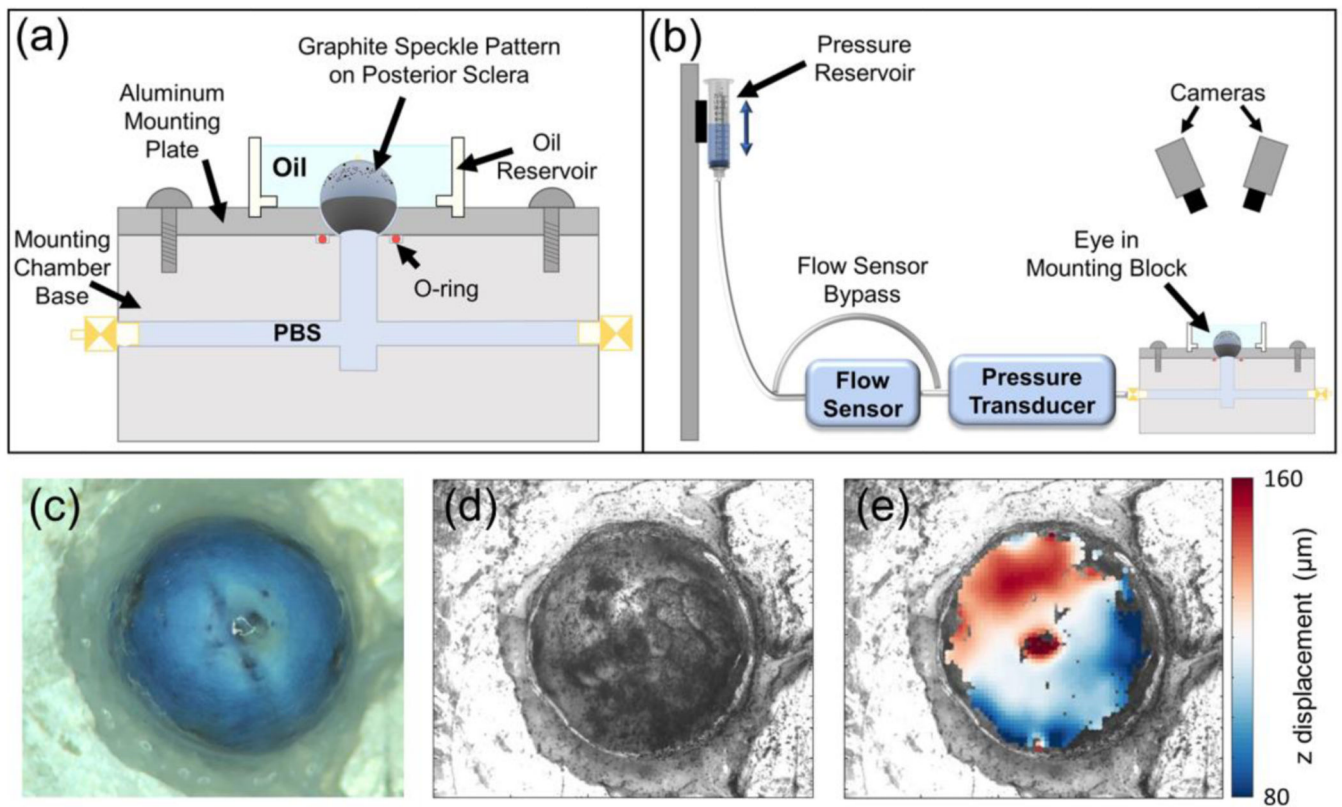 (a)
Graphite Speckle Pattern
on Posterior Sclera
Aluminum
Mounting
Plate
Oil
Oil
Reservoir
Mounting
Chamber
Base
O-ring
PBS
(b)
Pressure
Reservoir
Cameras
Eye in
Mounting Block
Flow Sensor
Bypass
Flow
Sensor
Pressure
Transducer
(c)
(d)
(e)
160
z displacement (μm)
80